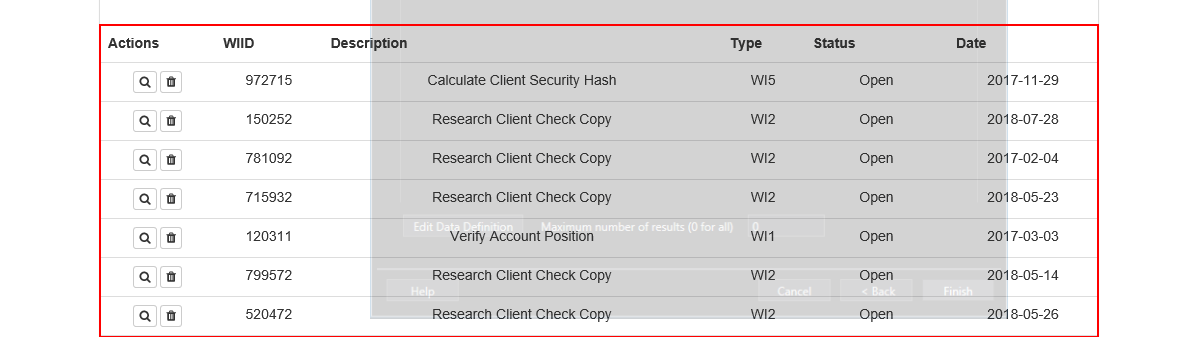 Actions WIID Description Type Status Date
972715 Calculate Client Security Hash WI5 Open 2017-11-29
150252 Research Client Check Copy WI2 Open 2018-07-28
781092 Research Client Check Copy WI2 Open 2017-02-04
715932 Research Client Check Copy WI2 Open 2018-05-23
Edit Data Definition Maximum number of results (0 for all) 0
120311 Verify Account Position WI1 Open 2017-03-03
799572 Research Client Check Copy WI2 Open 2018-05-14
Help Cancel < Back Finish
520472 Research Client Check Copy WI2 Open 2018-05-26